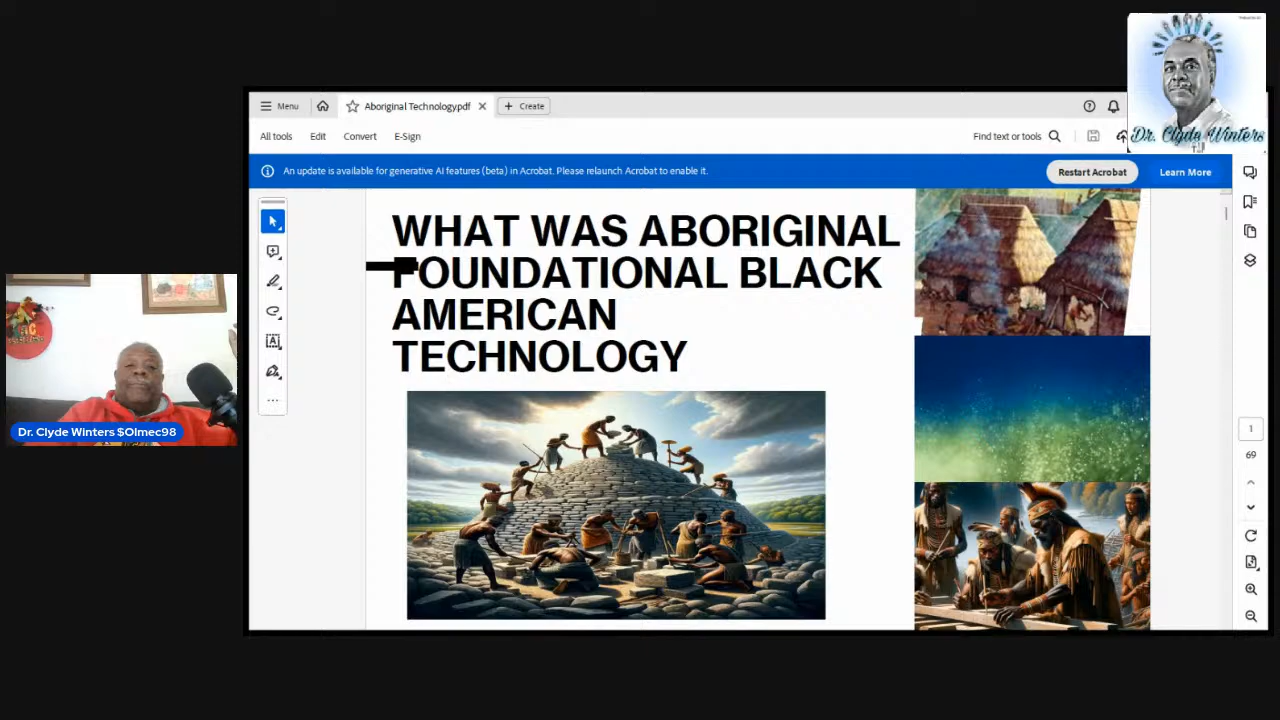 Dr. Clyde Winters
Menu
Aboriginal Technology.pdf
Create
All tools
Edit
Convert
E-Sign
Find text or tools
An update is available for generative AI features (beta) in Acrobat. Please relaunch Acrobat to enable it.
Restart Acrobat
Learn More
WHAT WAS ABORIGINAL
FOUNDATIONAL BLACK
AMERICAN
TECHNOLOGY
Dr. Clyde Winters $Olmec98
1
69